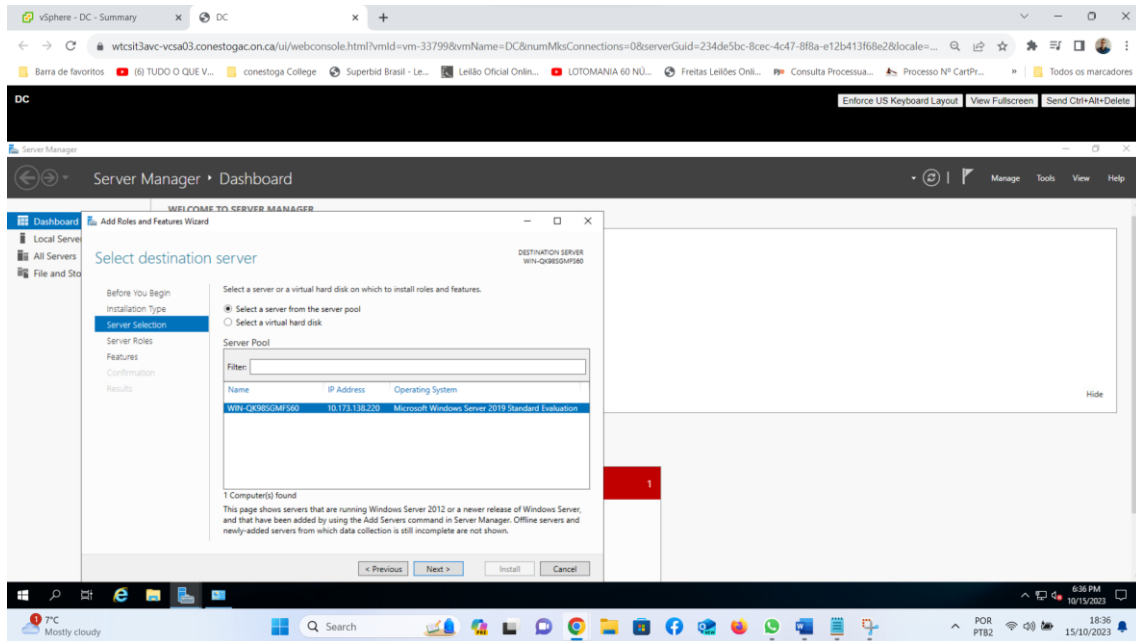 vSphere - DC - Summary
DC
wtcsit3avc-vcsa03.conestogac.on.ca/ui/webconsole.html?vmId=vm-33799&vmName=DC&numMksConnections=0&serverGuid=234de5bc-8cec-4c47-8f8a-e12b413f68e2&locale=...
Barra de favoritos (6) TUDO O QUE V... conestoga College Superbid Brasil - Le... Leilão Oficial Onlin... LOTOMANIA 60 NÚ... Freitas Leilões Onli... Consulta Processua... Processo Nº CartPr... » Todos os marcadores
DC
Enforce US Keyboard Layout View Fullscreen Send Ctrl+Alt+Delete
Server Manager
Server Manager Dashboard
Manage Tools View Help
WELCOME TO SERVER MANAGER
Dashboard
Local Server
All Servers
File and Sto
Add Roles and Features Wizard
Select destination server
DESTINATION SERVER
WIN-QK98SGMFS60
Before You Begin
Installation Type
Server Selection
Server Roles
Features
Confirmation
Results
Select a server or a virtual hard disk on which to install roles and features.
Select a server from the server pool
Select a virtual hard disk
Server Pool
Filter:
Name IP Address Operating System
WIN-QK98SGMFS60 10.173.138.220 Microsoft Windows Server 2019 Standard Evaluation
1 Computer(s) found
This page shows servers that are running Windows Server 2012 or a newer release of Windows Server,
and that have been added by using the Add Servers command in Server Manager. Offline servers and
newly-added servers from which data collection is still incomplete are not shown.
< Previous Next > Install Cancel
Hide
1
6:36 PM
10/15/2023
1
7°C
Mostly cloudy
Search
POR
PTB2
18:36
15/10/2023